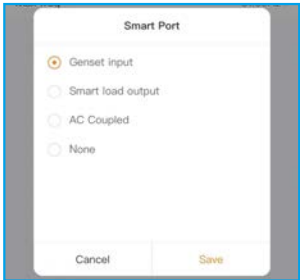 Smart Port
Genset input
Smart load output
AC Coupled
None
Cancel Save